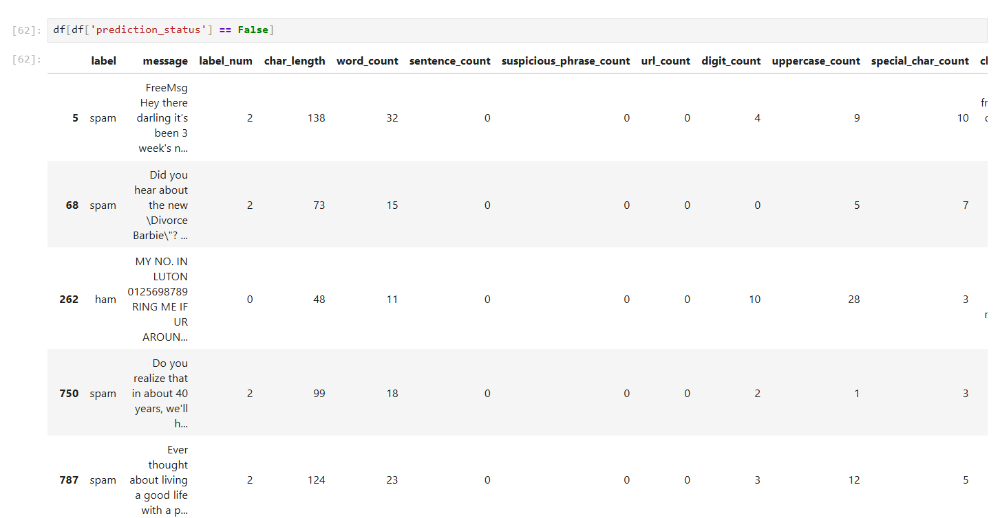 [62]: df[df['prediction_status'] == False]
[62]:
label message label_num char_length word_count sentence_count suspicious_phrase_count url_count digit_count uppercase_count special_char_count cl
FreeMsg
Hey there
darling it's
been 3
week's n...
5 spam 2 138 32 0 0 0 4 9 10
fr
Did you
hear about
the new
\Divorce
Barbie\"? ...
68 spam 2 73 15 0 0 0 0 5 7
MY NO. IN
LUTON
0125698789
RING ME IF
UR
AROUN...
262 ham 0 48 11 0 0 0 10 28 3
Do you
realize that
in about 40
years, we'll
h...
750 spam 2 99 18 0 0 0 2 1 3
Ever
thought
about living
a good life
with a p...
787 spam 2 124 23 0 0 0 3 12 5